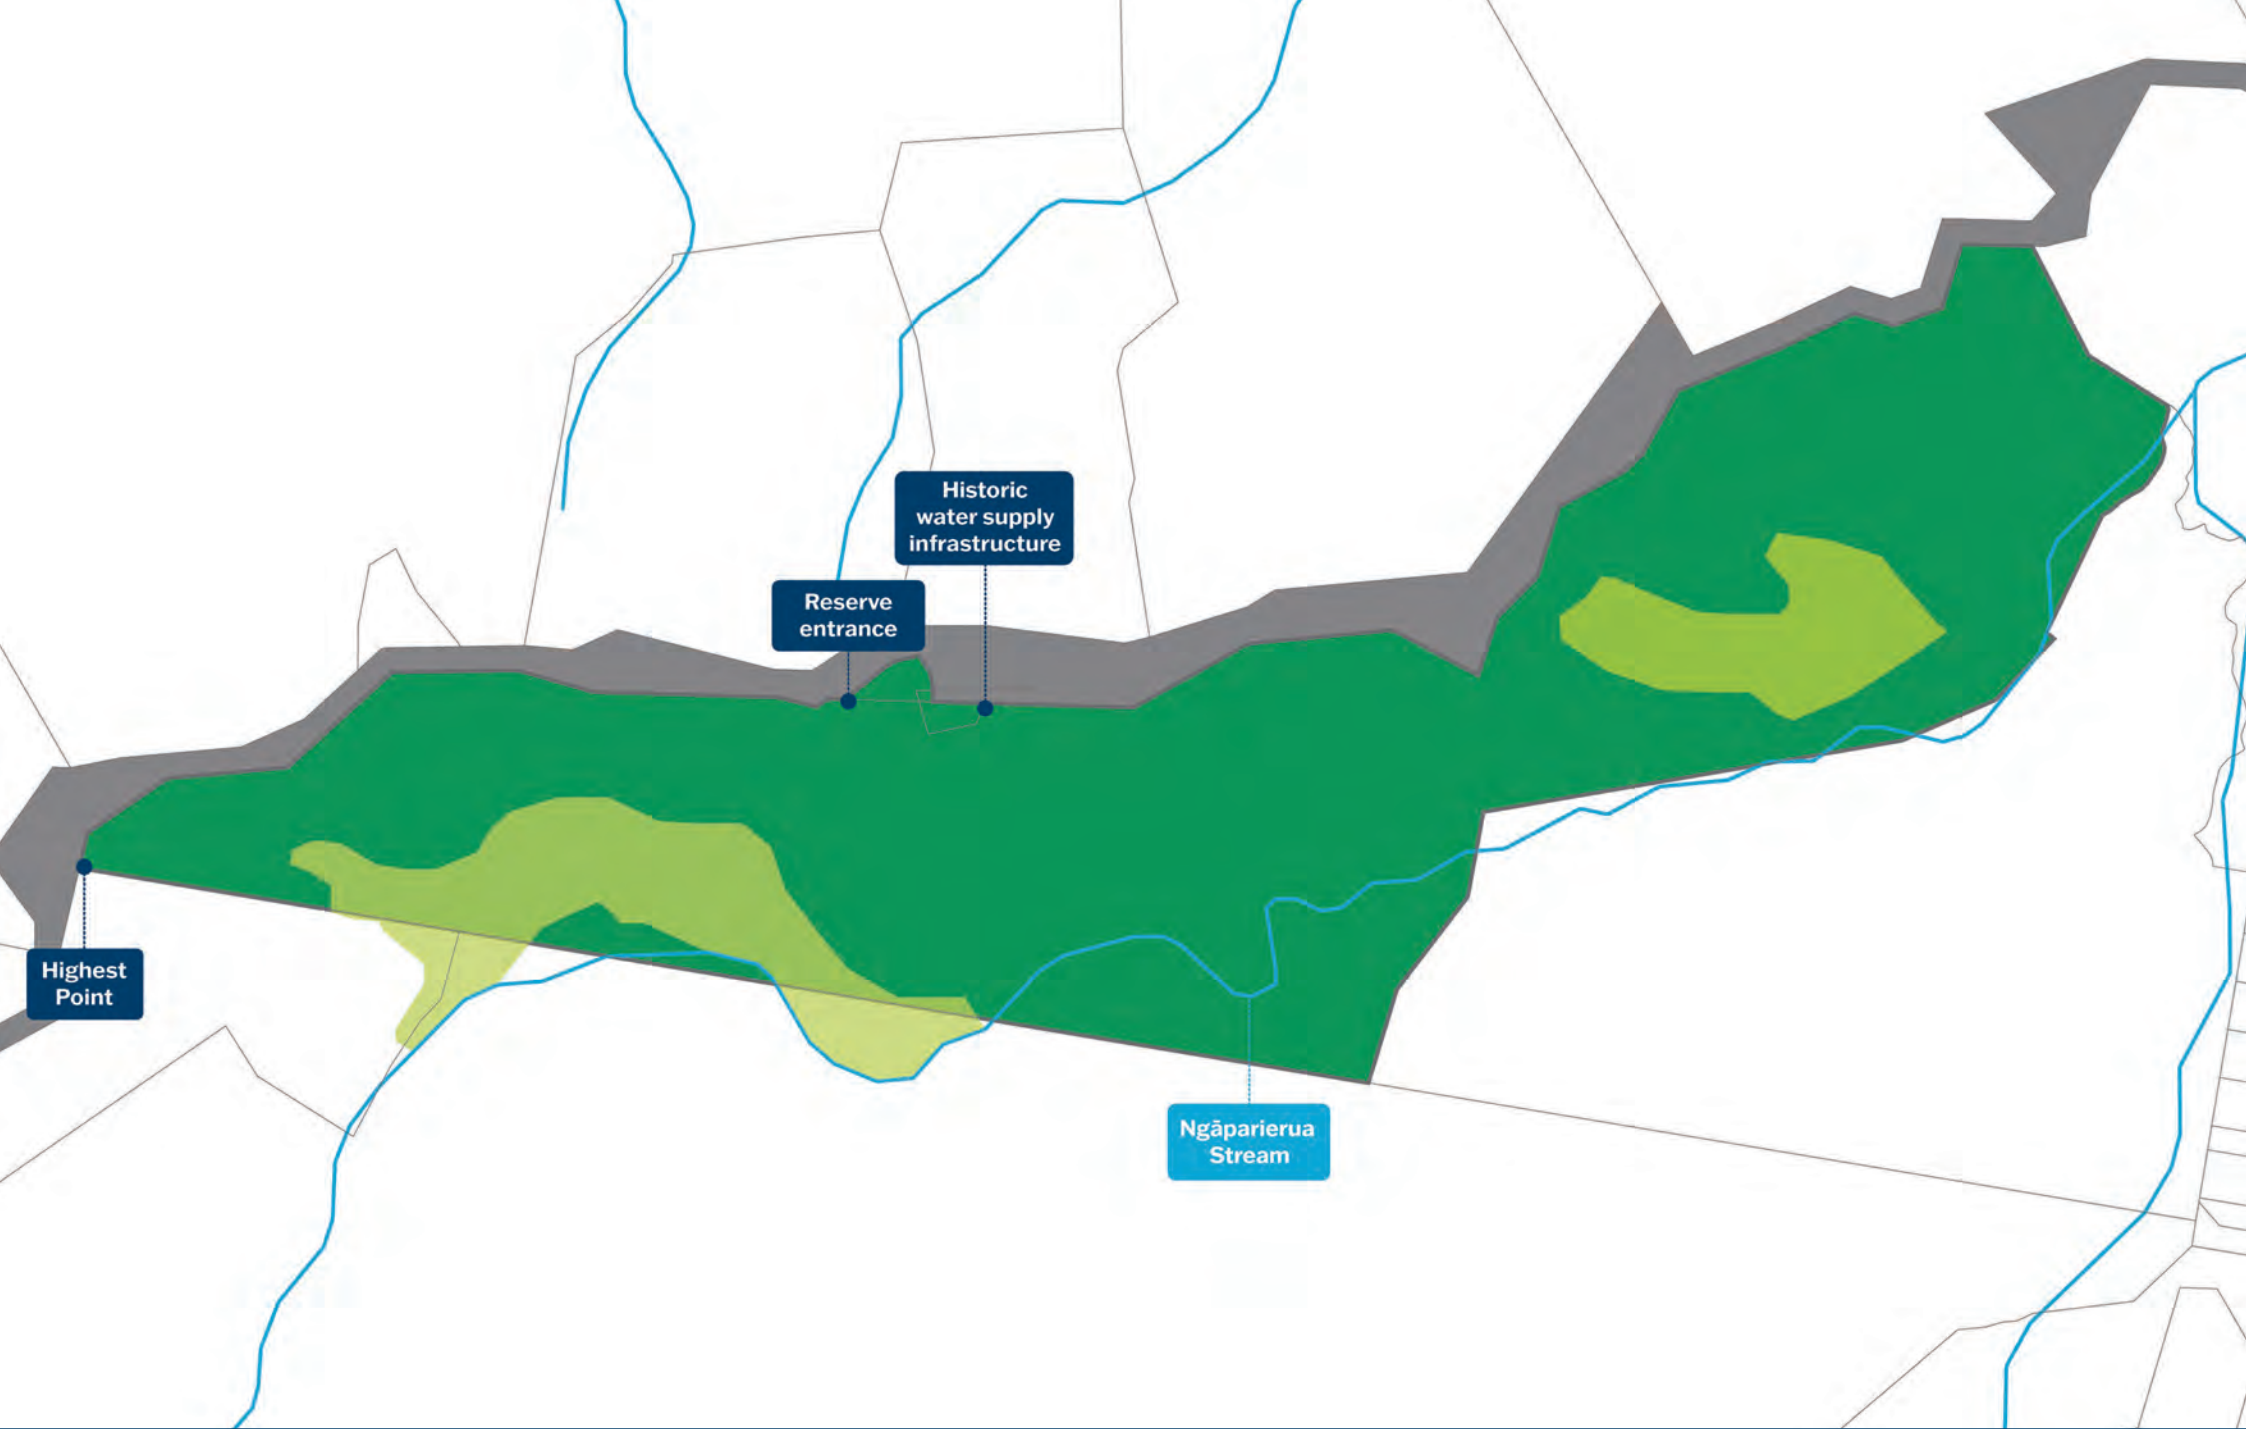 Historic
water supply
infrastructure
Reserve
entrance
Highest
Point
Ngāparierua
Stream